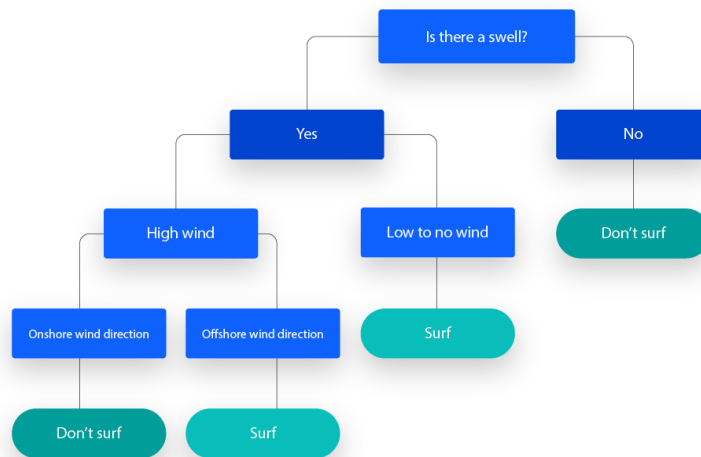 Is there a swell?
Yes
No
High wind
Low to no wind
Don’t surf
Onshore wind direction
Offshore wind direction
Surf
Don’t surf
Surf